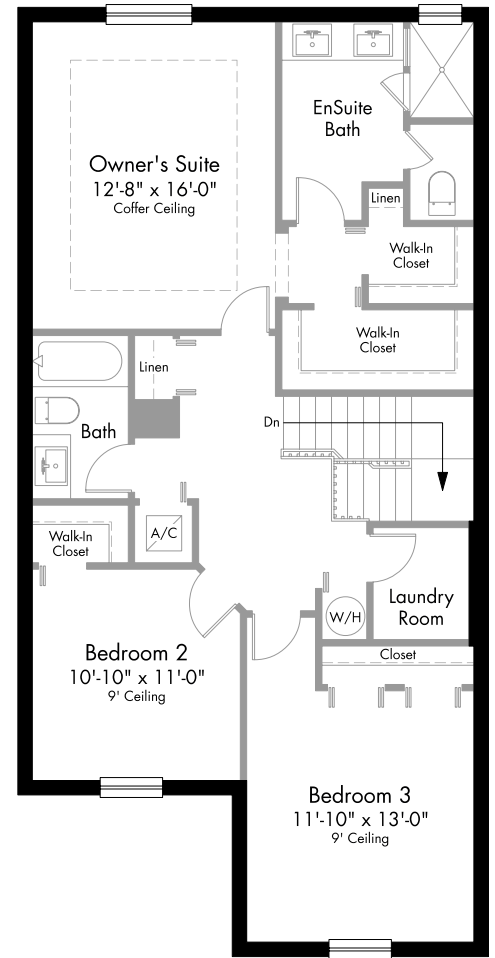 EnSuite
Bath
Owner's Suite
12'-8" x 16'-0"
Coffer Ceiling
Linen
Walk-In
Closet
Walk-In
Closet
Linen
Dn
Bath
A/C
Walk-In
Closet
Laundry
Room
W/H
Closet
Bedroom 2
10'-10" x 11'-0"
9' Ceiling
Bedroom 3
11'-10" x 13'-0"
9' Ceiling